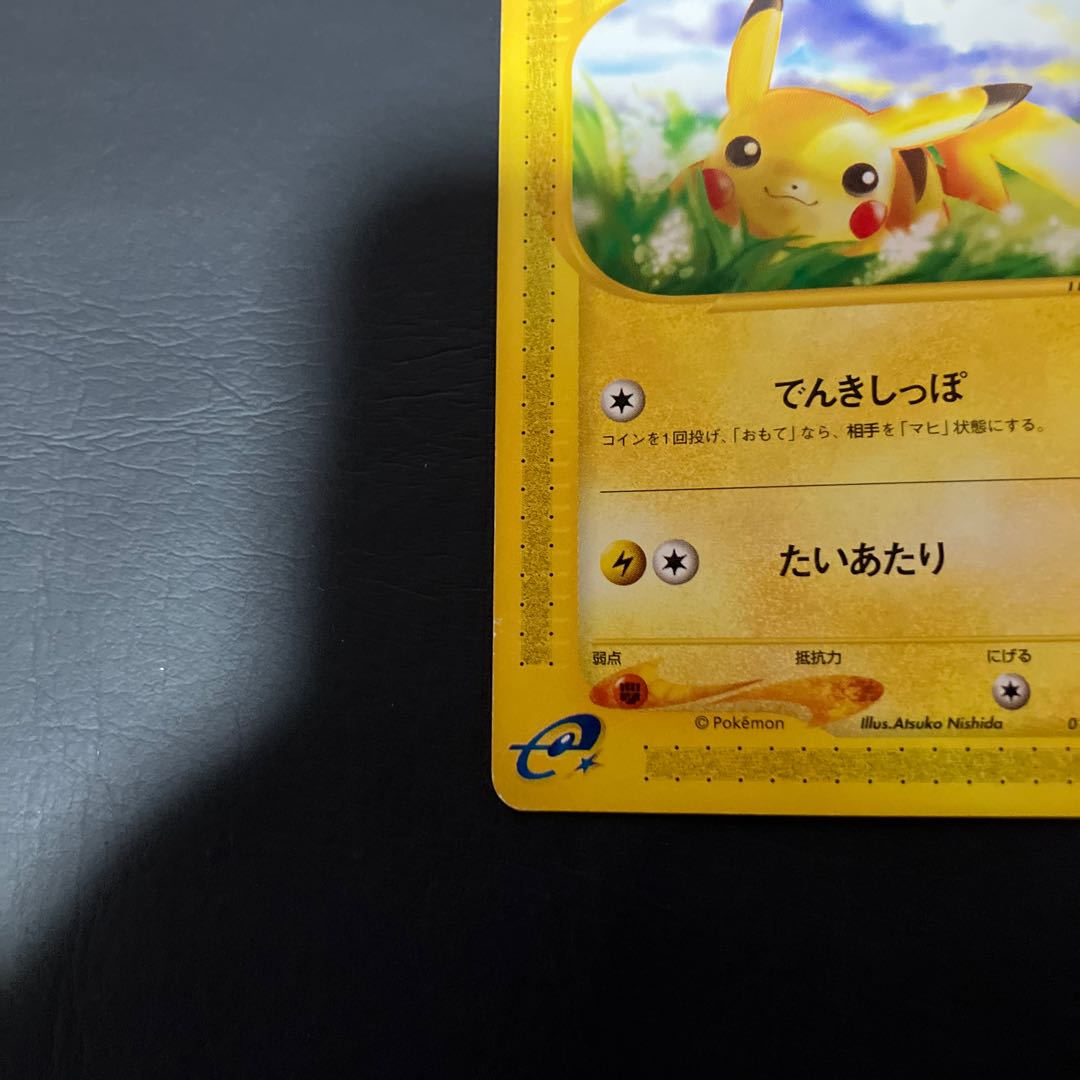 でんきしっぽ
コインを1回投げ、「おもて」なら、相手を「マヒ」状態にする。
たいあたり
弱点 抵抗力 にげる
© Pokémon Illus.Atsuko Nishida 0